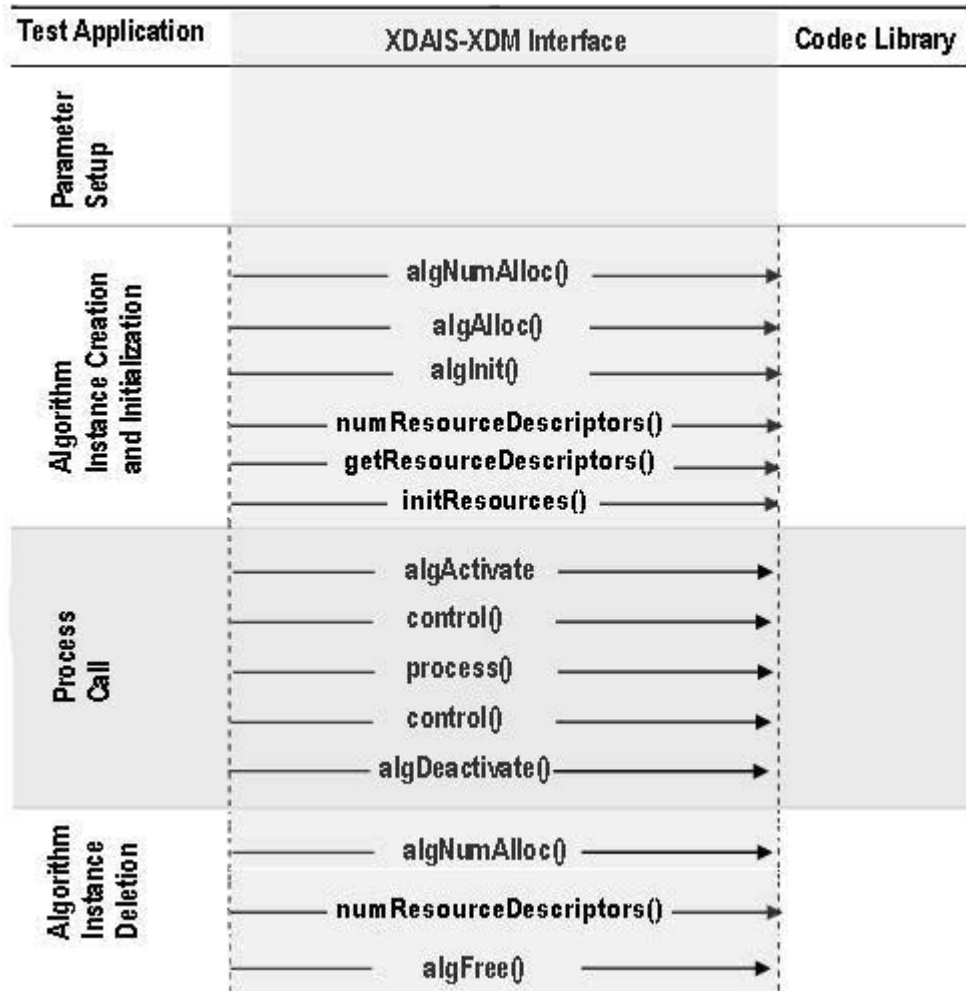 Test Application
XDAIS-XDM Interface
Codec Library
Parameter
Setup
Algorithm
Instance Creation
and Initialization
algNumAlloc()
algAlloc()
algInit()
numResourceDescriptors()
getResourceDescriptors()
initResources()
Process
Call
algActivate
control()
process()
control()
algDeactivate()
Algorithm
Instance
Deletion
algNumAlloc()
numResourceDescriptors()
algFree()